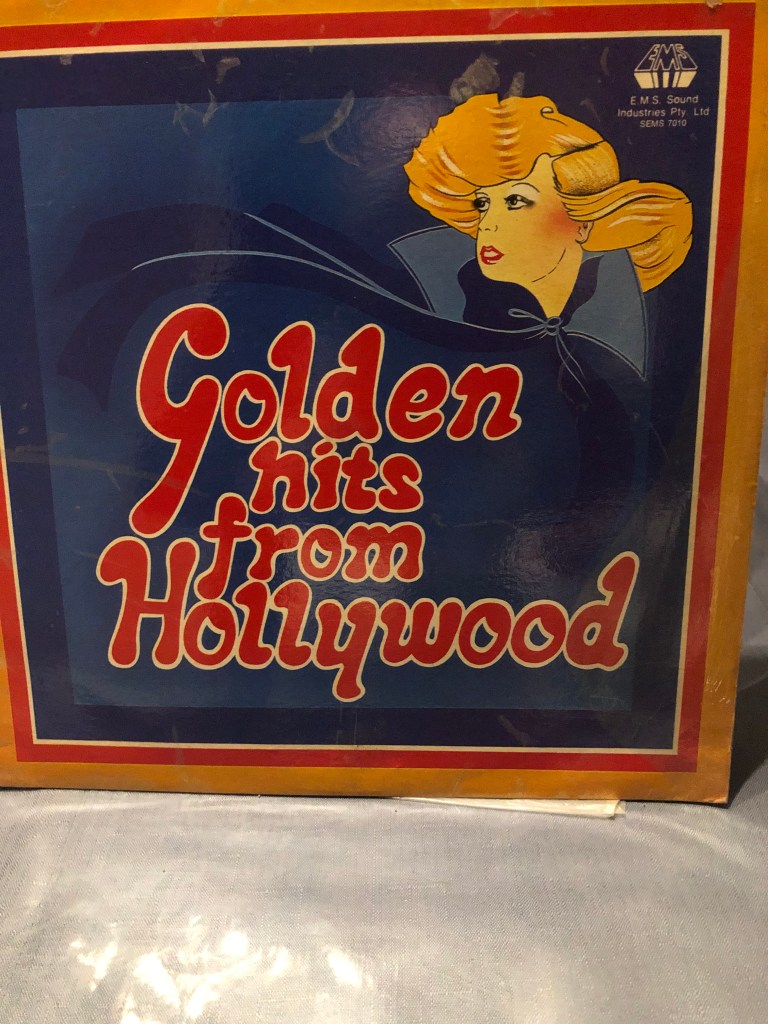 EMS
E.M.S. Sound
Industries Pty. Ltd
SEMS 7010
Golden
hits
from
Hollywood